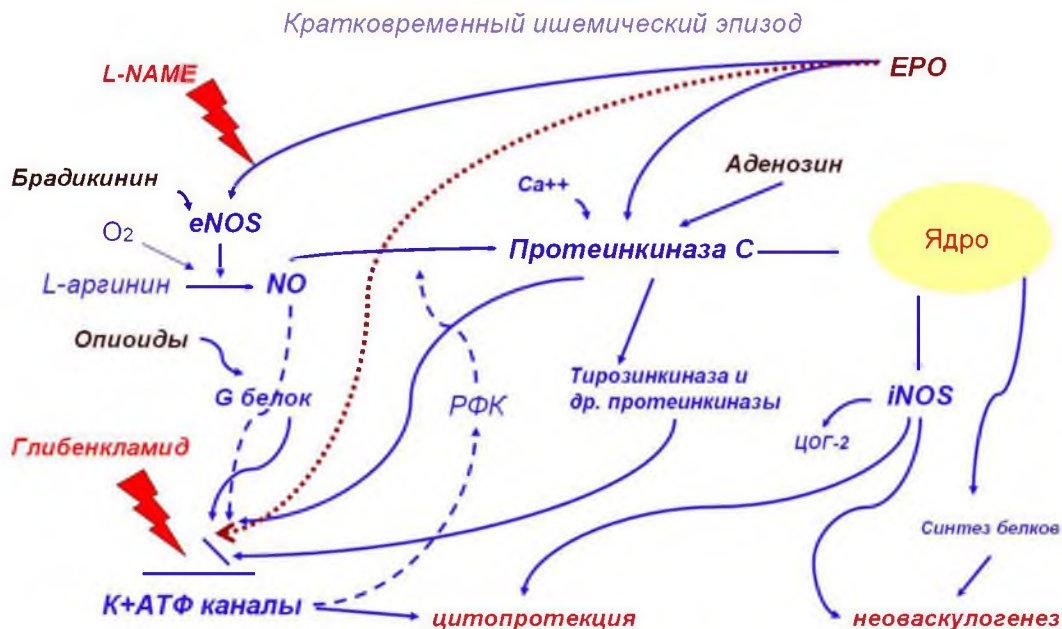 Кратковременный ишемический эпизод
L-NAME
EPO
Брадикинин
Аденозин
Ca++
eNOS
O2
Ядро
Протеинкиназа С
L-аргинин
NO
Опиоиды
G белок
РФК
Тирозинкиназа и
др. протеинкиназы
iNOS
ЦОГ-2
Глибенкламид
Синтез белков
К+АТФ каналы
цитопротекция
неоваскулогенез